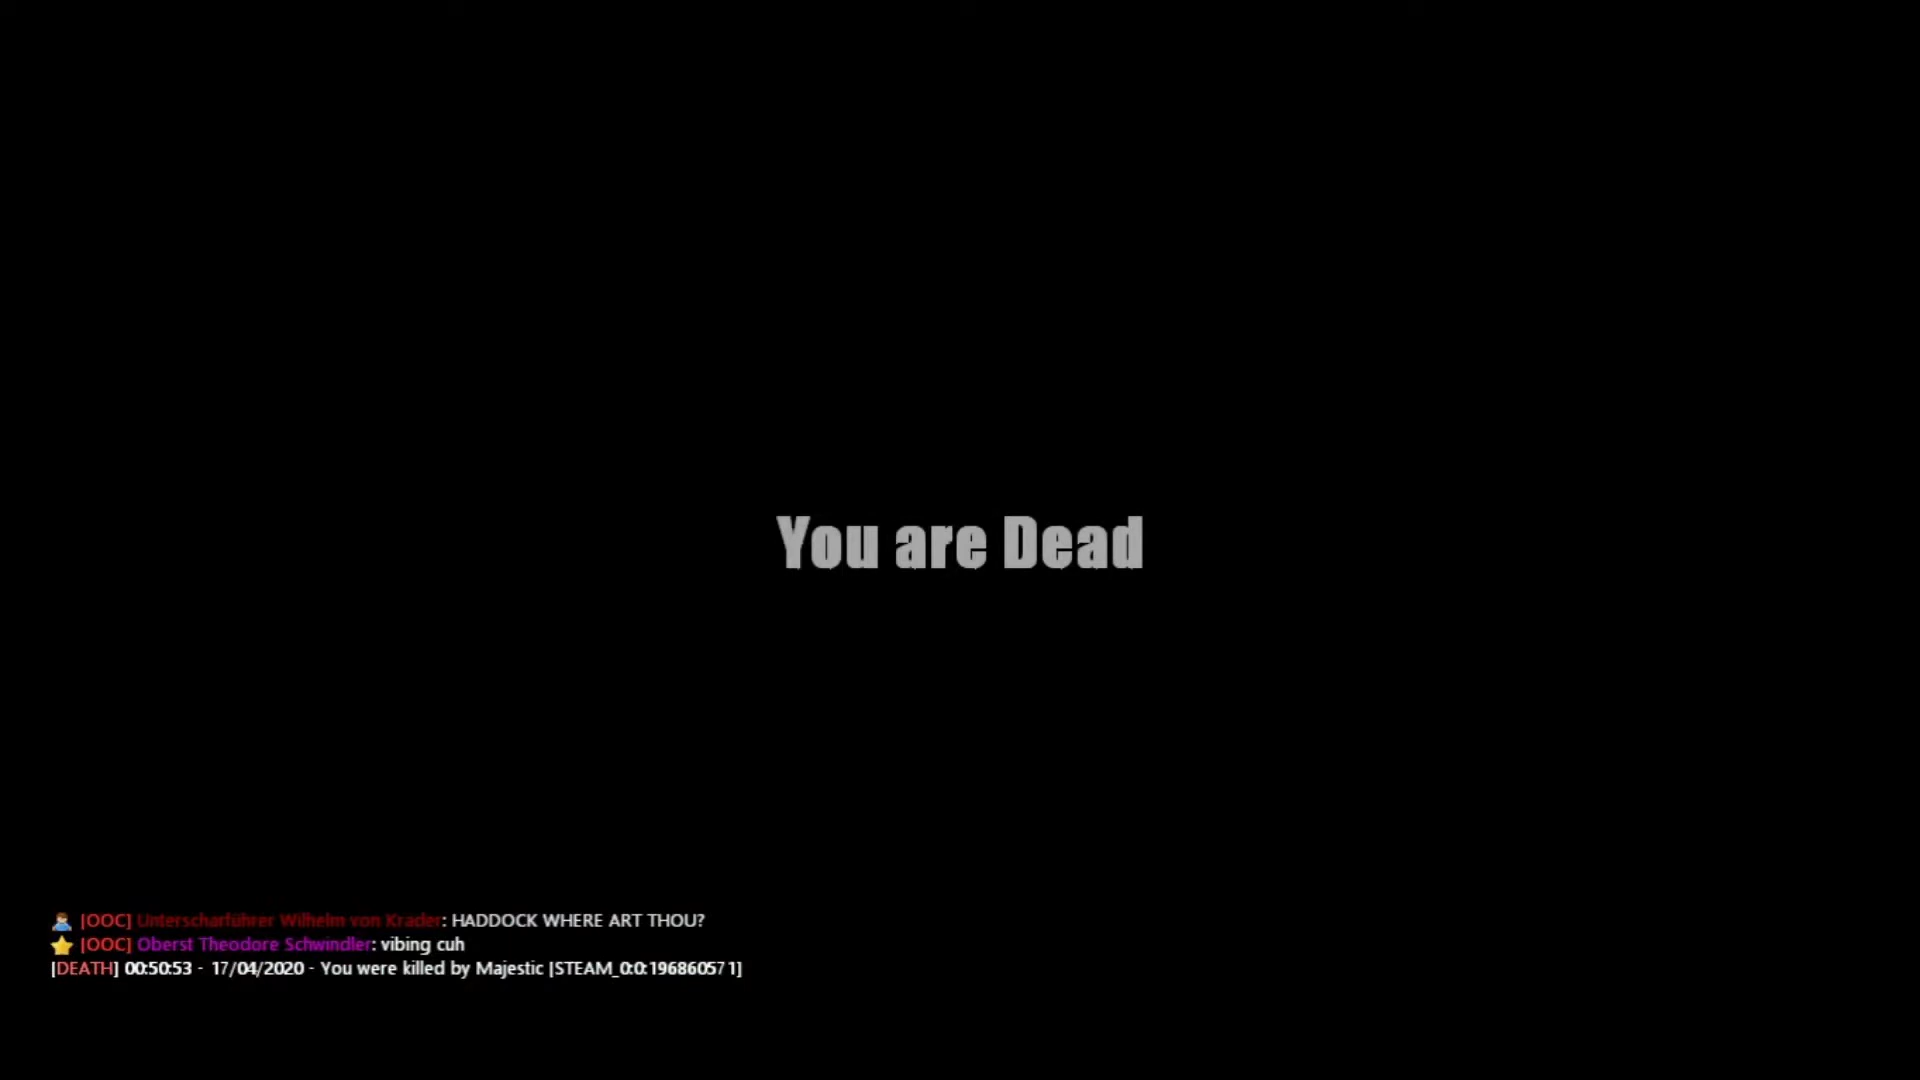 You are Dead
[OOC] Unterscharführer Wilhelm von Krader: HADDOCK WHERE ART THOU?
[OOC] Oberst Theodore Schwindler: vibing cuh
[DEATH] 00:50:53 - 17/04/2020 - You were killed by Majestic [STEAM_0:0:196860571]